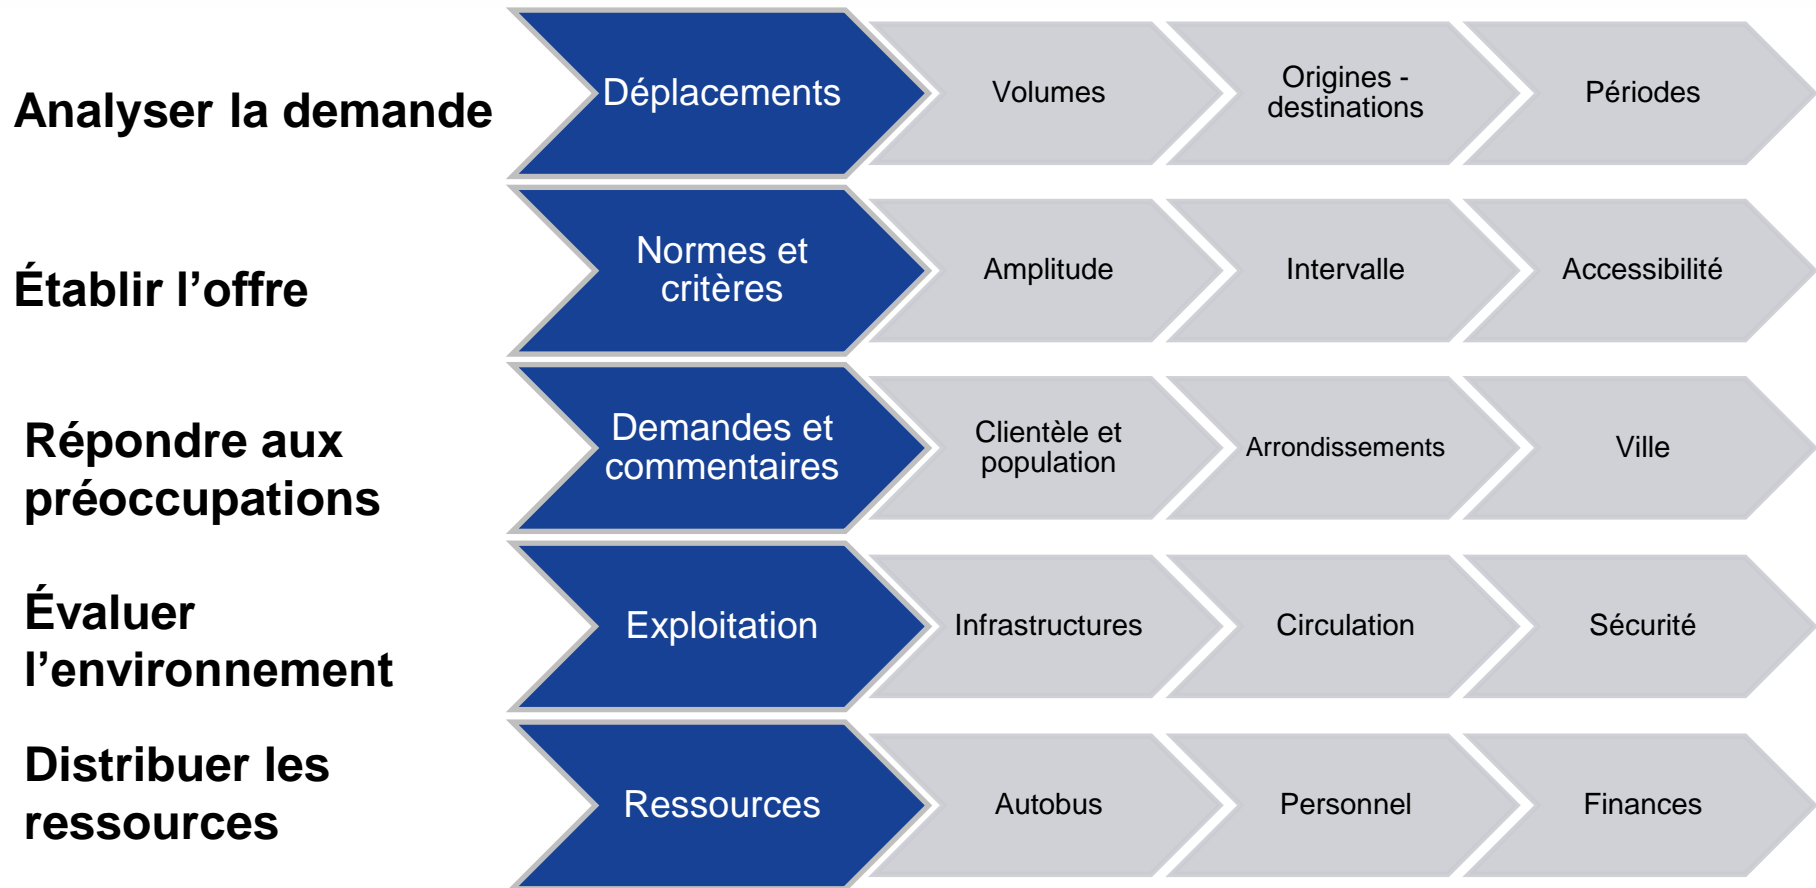 Analyser la demande
Déplacements
Volumes
Origines -
destinations
Périodes
Établir l’offre
Normes et
critères
Amplitude
Intervalle
Accessibilité
Répondre aux
préoccupations
Demandes et
commentaires
Clientèle et
population
Arrondissements
Ville
Évaluer
l’environnement
Exploitation
Infrastructures
Circulation
Sécurité
Distribuer les
ressources
Ressources
Autobus
Personnel
Finances